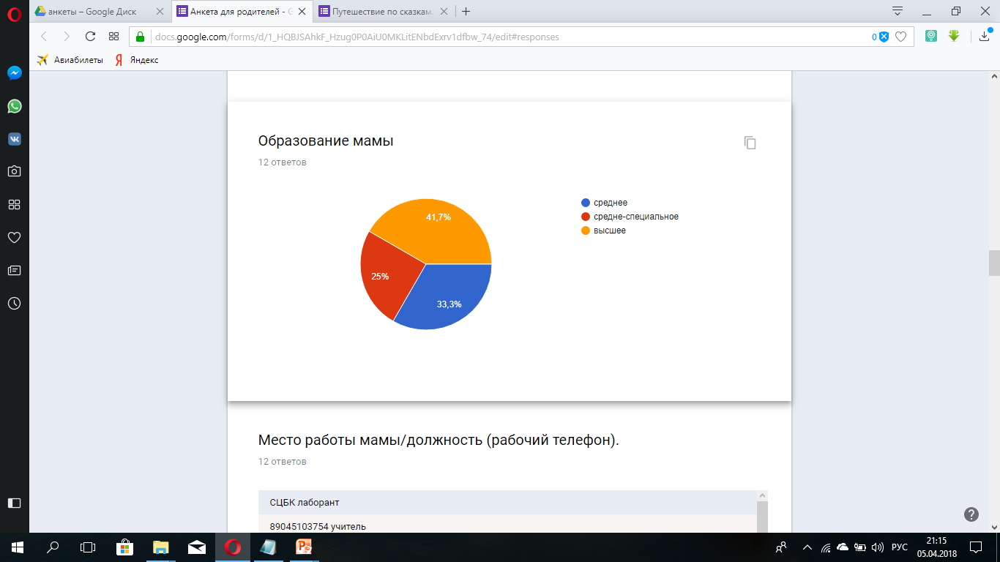 анкеты – Google Диск
Анкета для родителей - G
Путешествие по сказкам.
docs.google.com/forms/d/1_HQBJSAhkF_Hzug0P0AiU0MKLitENbdExrv1dfbw_74/edit#responses
0
Авиабилеты
Яндекс
Образование мамы
12 ответов
41,7%
25%
33,3%
среднее
средне-специальное
высшее
Место работы мамы/должность (рабочий телефон).
12 ответов
СЦБК лаборант
89045103754 учитель
РУС
21:15
05.04.2018